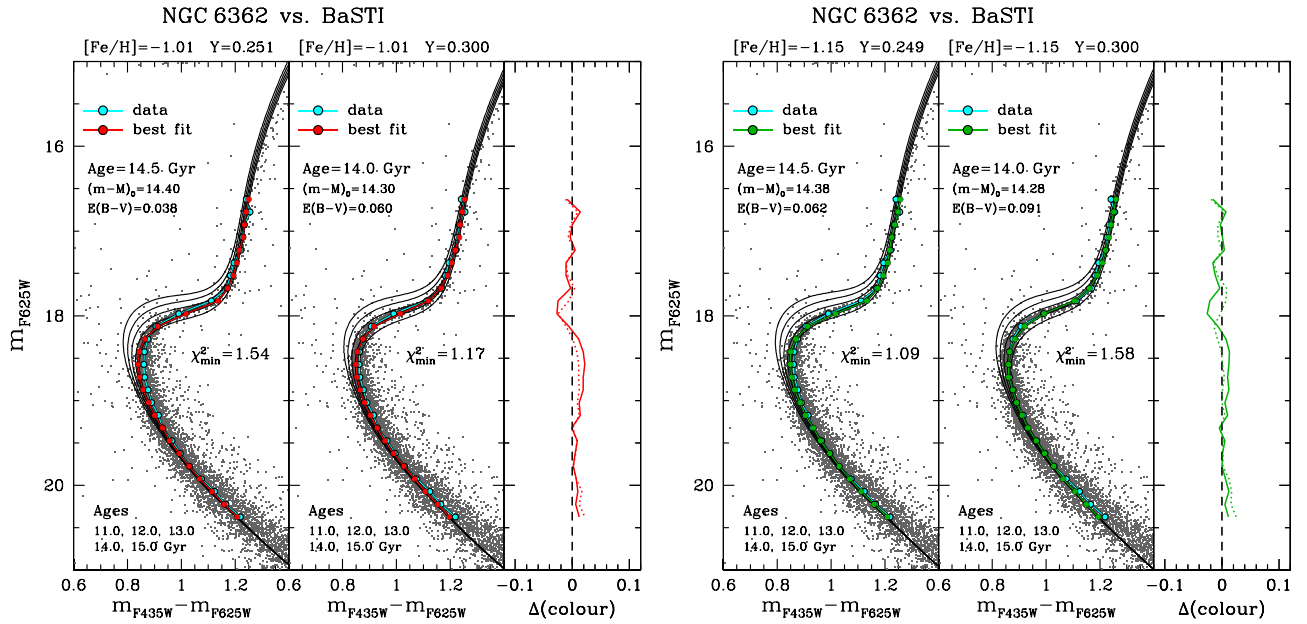 NGC 6362 vs. BaSTI
[Fe/H]=−1.01 Y=0.251
[Fe/H]=−1.01 Y=0.300
data
best fit
Age=14.5 Gyr
(m−M)₀=14.40
E(B−V)=0.038
χ²min=1.54
Ages
11.0, 12.0, 13.0
14.0, 15.0 Gyr
data
best fit
Age=14.0 Gyr
(m−M)₀=14.30
E(B−V)=0.060
χ²min=1.17
Ages
11.0, 12.0, 13.0
14.0, 15.0 Gyr
16
18
20
mF625W
0.6 0.8 1 1.2 0.6 0.8 1 1.2 −0.1 0 0.1
mF435W−mF625W
mF435W−mF625W
Δ(colour)
NGC 6362 vs. BaSTI
[Fe/H]=−1.15 Y=0.249
[Fe/H]=−1.15 Y=0.300
data
best fit
Age=14.5 Gyr
(m−M)₀=14.38
E(B−V)=0.062
χ²min=1.09
Ages
11.0, 12.0, 13.0
14.0, 15.0 Gyr
data
best fit
Age=14.0 Gyr
(m−M)₀=14.28
E(B−V)=0.091
χ²min=1.58
Ages
11.0, 12.0, 13.0
14.0, 15.0 Gyr
16
18
20
mF625W
0.6 0.8 1 1.2 0.6 0.8 1 1.2 −0.1 0 0.1
mF435W−mF625W
mF435W−mF625W
Δ(colour)